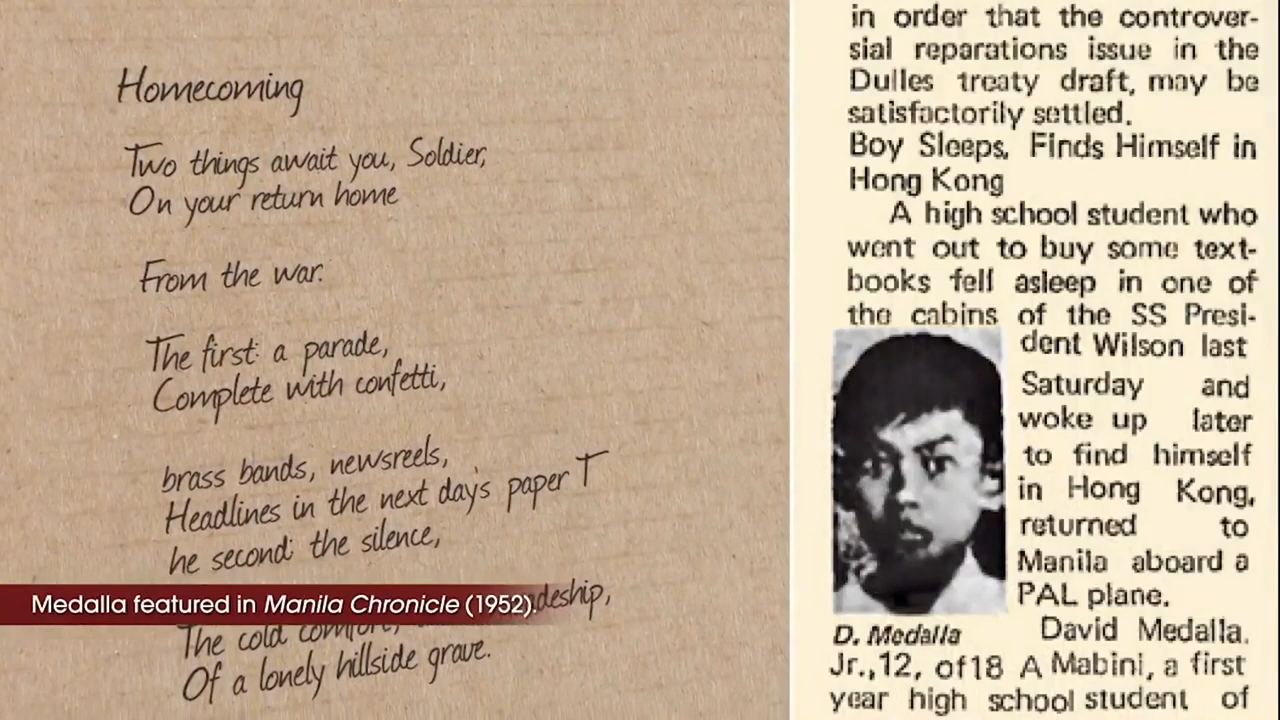 Homecoming
Two things await you, Soldier,
On your return home
From the war.
The first: a parade,
Complete with confetti,
brass bands, newsreels,
Headlines in the next day's paper T
he second: the silence,
deship,
The cold comfort,
Of a lonely hillside grave.
Medalla featured in Manila Chronicle (1952).
in order that the controver-
sial reparations issue in the
Dulles treaty draft, may be
satisfactorily settled.
Boy Sleeps, Finds Himself in
Hong Kong
A high school student who
went out to buy some text-
books fell asleep in one of
the cabins of the SS Presi-
dent Wilson last
Saturday and
woke up later
to find himself
in Hong Kong,
returned to
Manila aboard a
PAL plane.
D. Medalla
David Medalla,
Jr.,12, of 18 A Mabini, a first
year high school student of